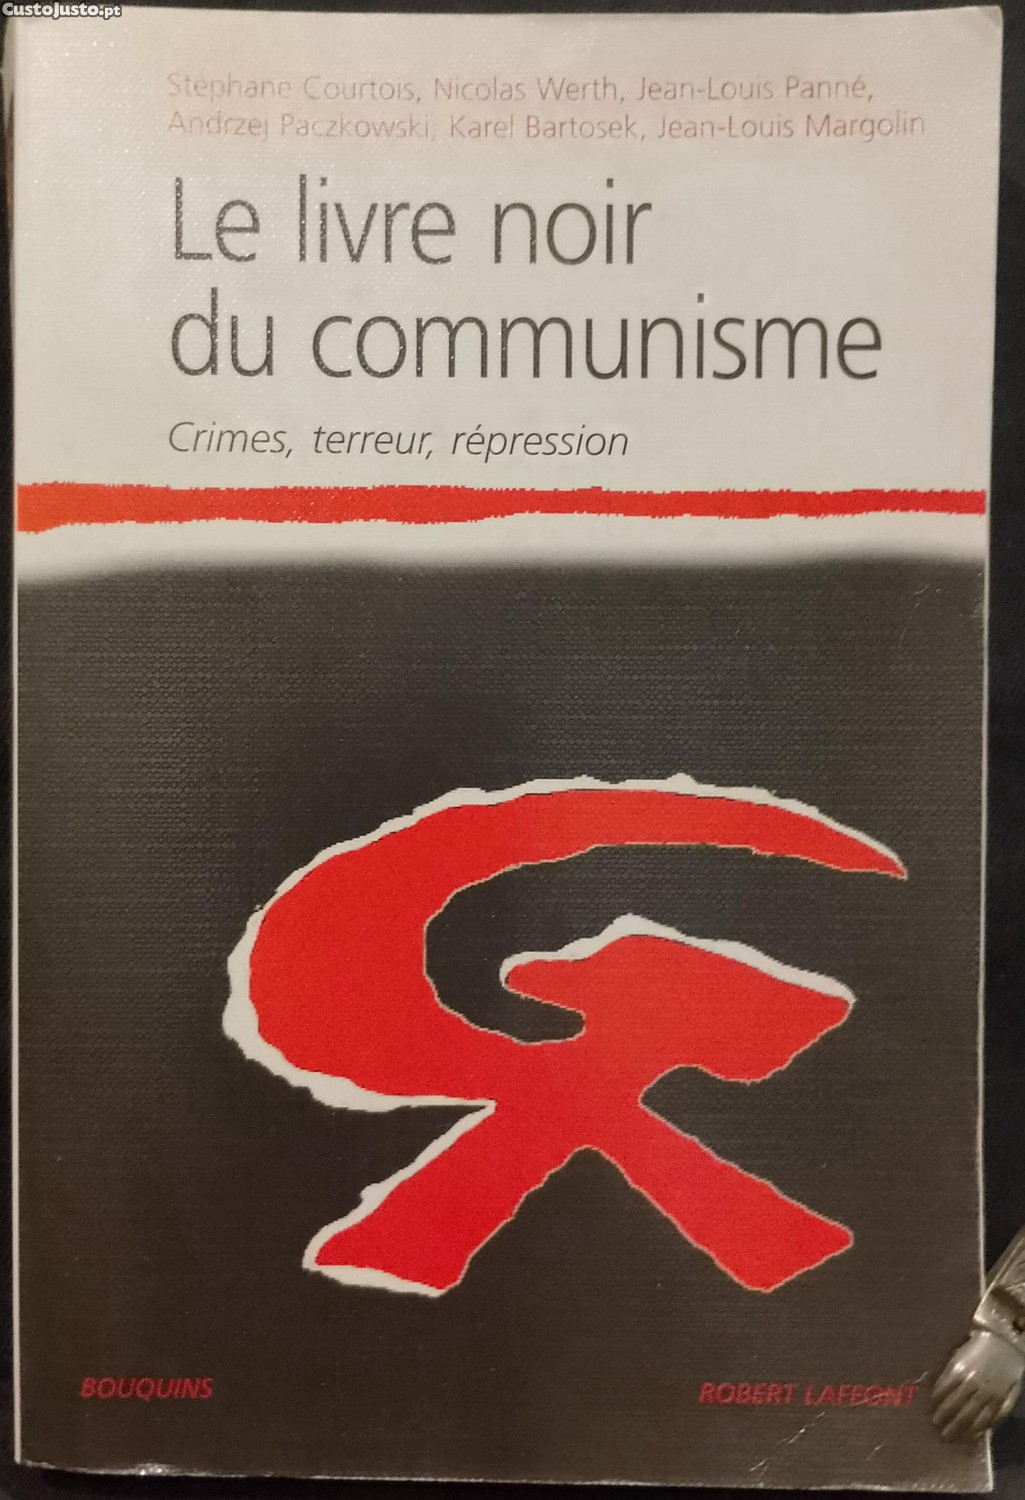 CustoJusto.pt
Stéphane Courtois, Nicolas Werth, Jean-Louis Panné,
Andrzej Paczkowski, Karel Bartosek, Jean-Louis Margolin
Le livre noir
du communisme
Crimes, terreur, répression
BOUQUINS
ROBERT LAFFONT